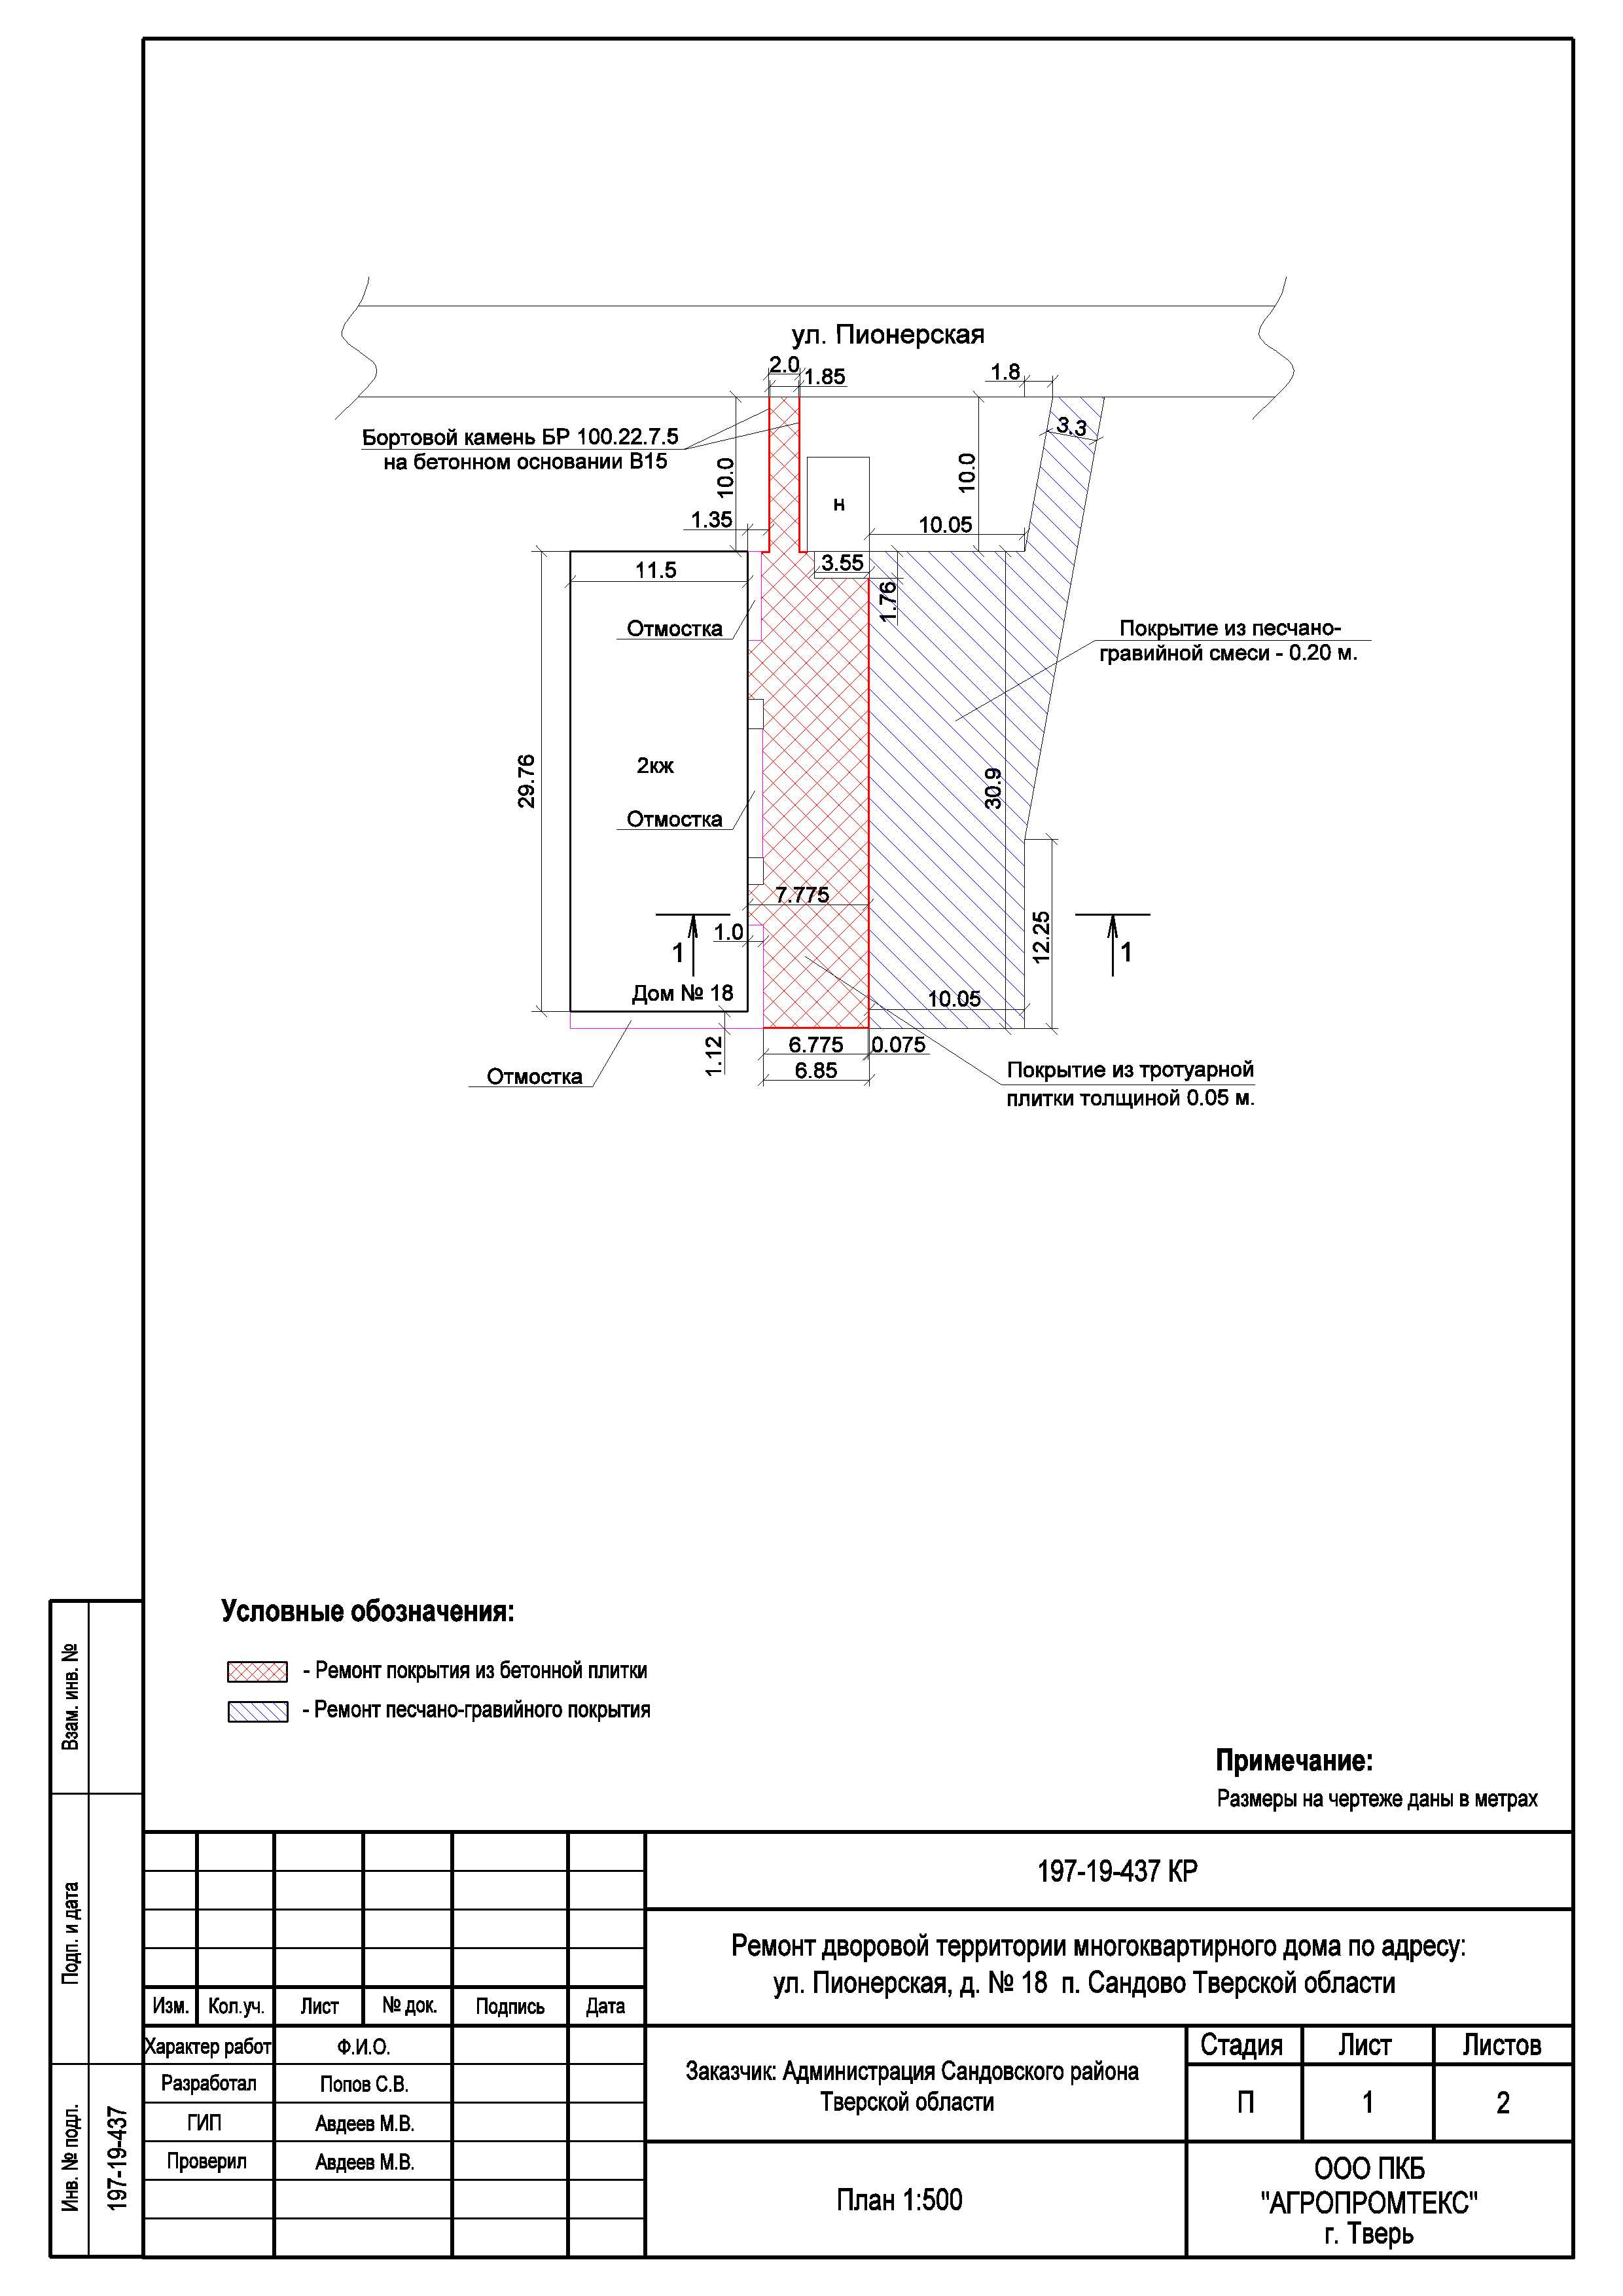 ул. Пионерская
2.0
1.85
1.8
Бортовой камень БР 100.22.7.5
на бетонном основании В15
3.3
10.0
10.0
н
1.35
10.05
11.5
3.55
1.76
Отмостка
Покрытие из песчано-
гравийной смеси - 0.20 м.
29.76
2кж
30.9
Отмостка
7.775
1.0
12.25
1
1
Дом № 18
10.05
1.12
6.775
0.075
6.85
Отмостка
Покрытие из тротуарной
плитки толщиной 0.05 м.
Условные обозначения:
- Ремонт покрытия из бетонной плитки
- Ремонт песчано-гравийного покрытия
Примечание:
Размеры на чертеже даны в метрах
Взам. инв. №
Подп. и дата
Инв. № подл.
197-19-437
197-19-437 КР
Ремонт дворовой территории многоквартирного дома по адресу:
ул. Пионерская, д. № 18 п. Сандово Тверской области
Изм. Кол.уч. Лист № док. Подпись Дата
Характер работ Ф.И.О.
Разработал Попов С.В.
ГИП Авдеев М.В.
Проверил Авдеев М.В.
Заказчик: Администрация Сандовского района
Тверской области
Стадия Лист Листов
П 1 2
План 1:500
ООО ПКБ
"АГРОПРОМТЕКС"
г. Тверь